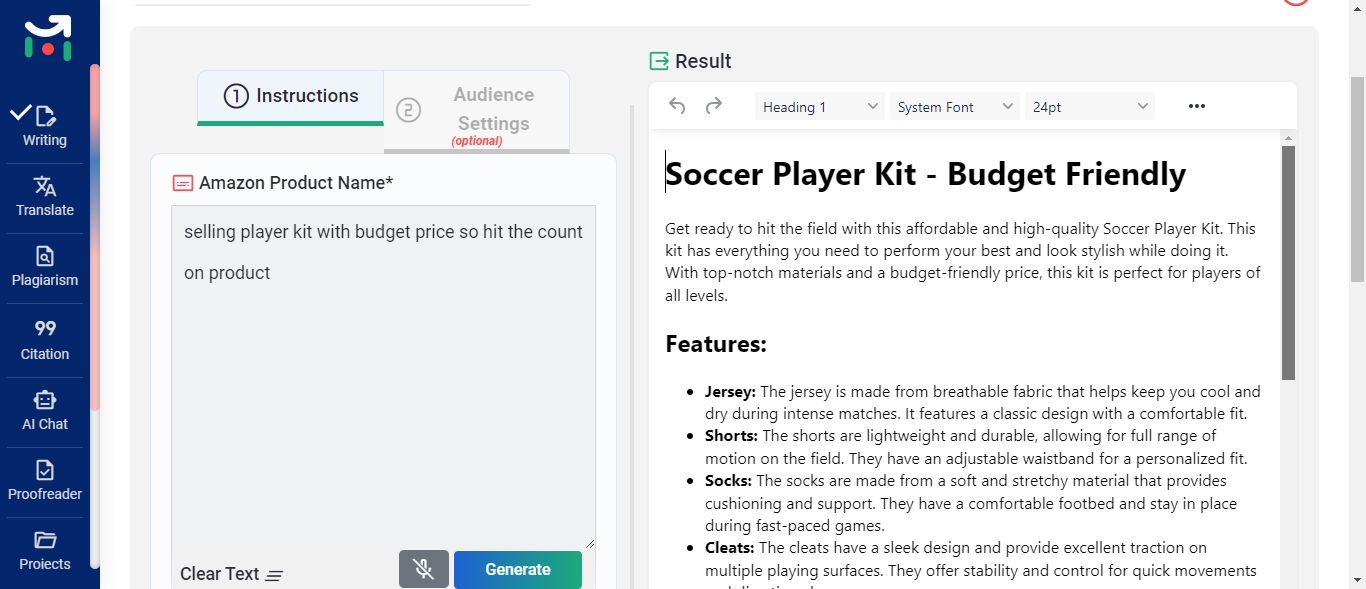 Writing
Translate
Plagiarism
Citation
AI Chat
Proofreader
Projects
1 Instructions
2 Audience
Settings
(optional)
Amazon Product Name*
selling player kit with budget price so hit the count
on product
Clear Text
Generate
Result
Heading 1 System Font 24pt
Soccer Player Kit - Budget Friendly
Get ready to hit the field with this affordable and high-quality Soccer Player Kit. This
kit has everything you need to perform your best and look stylish while doing it.
With top-notch materials and a budget-friendly price, this kit is perfect for players of
all levels.
Features:
• Jersey: The jersey is made from breathable fabric that helps keep you cool and
dry during intense matches. It features a classic design with a comfortable fit.
• Shorts: The shorts are lightweight and durable, allowing for full range of
motion on the field. They have an adjustable waistband for a personalized fit.
• Socks: The socks are made from a soft and stretchy material that provides
cushioning and support. They have a comfortable footbed and stay in place
during fast-paced games.
• Cleats: The cleats have a sleek design and provide excellent traction on
multiple playing surfaces. They offer stability and control for quick movements